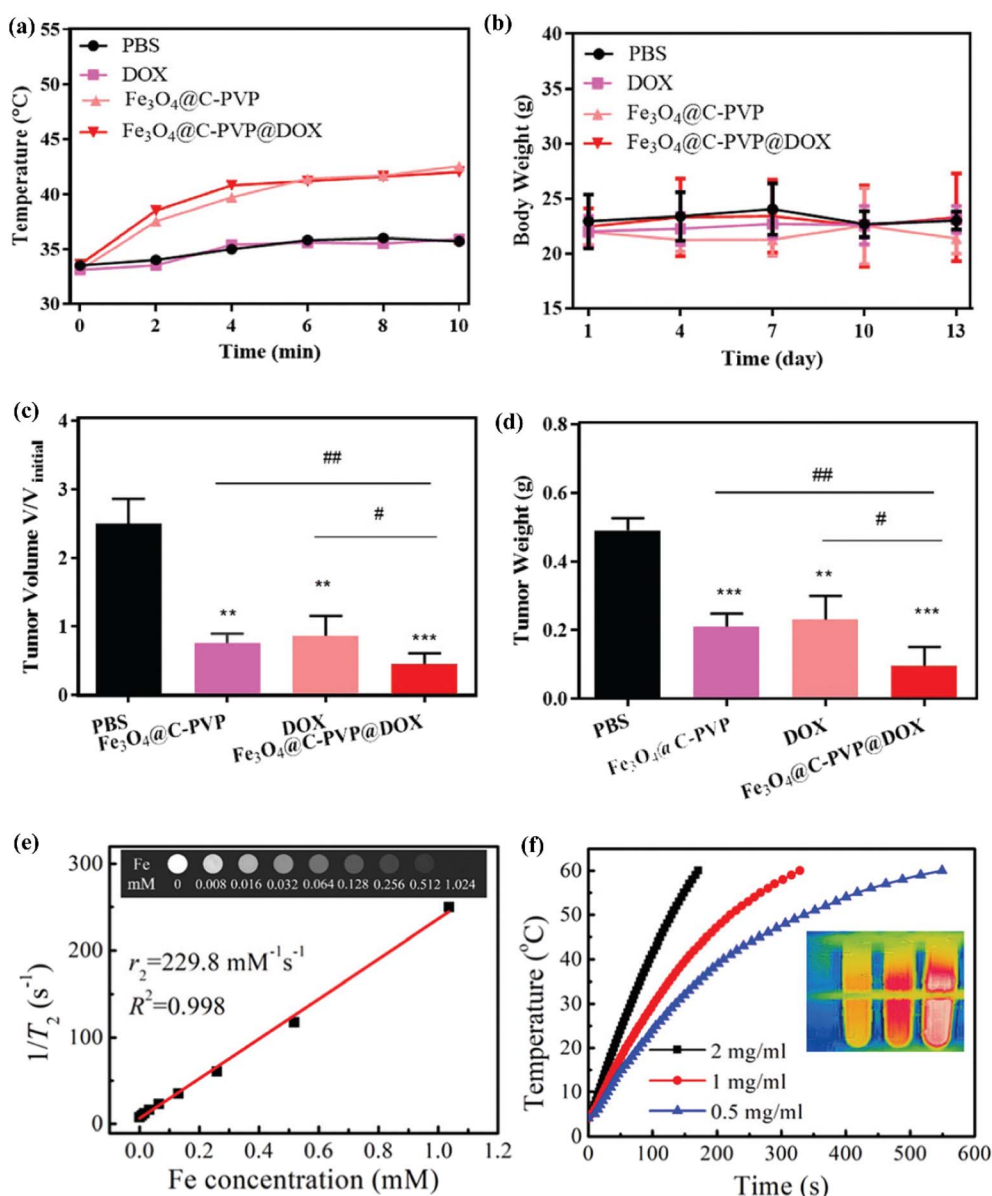 (a)
PBS
DOX
Fe₃O₄@C-PVP
Fe₃O₄@C-PVP@DOX
Temperature (°C)
55
50
45
40
35
30
0 2 4 6 8 10
Time (min)
(b)
PBS
DOX
Fe₃O₄@C-PVP
Fe₃O₄@C-PVP@DOX
Body Weight (g)
40
35
30
25
20
15
1 4 7 10 13
Time (day)
(c)
Tumor Volume V/V initial
4
3
2
1
0
##
#
**
**
***
PBS
Fe₃O₄@C-PVP
DOX
Fe₃O₄@C-PVP@DOX
(d)
Tumor Weight (g)
0.8
0.6
0.4
0.2
0.0
##
#
***
**
***
PBS
Fe₃O₄@C-PVP
DOX
Fe₃O₄@C-PVP@DOX
(e)
Fe
mM 0 0.008 0.016 0.032 0.064 0.128 0.256 0.512 1.024
r₂=229.8 mM⁻¹s⁻¹
R²=0.998
1/T₂ (s⁻¹)
300
200
100
0
0.0 0.2 0.4 0.6 0.8 1.0 1.2
Fe concentration (mM)
(f)
Temperature (°C)
70
60
50
40
30
20
10
0
2 mg/ml
1 mg/ml
0.5 mg/ml
0 100 200 300 400 500 600
Time (s)